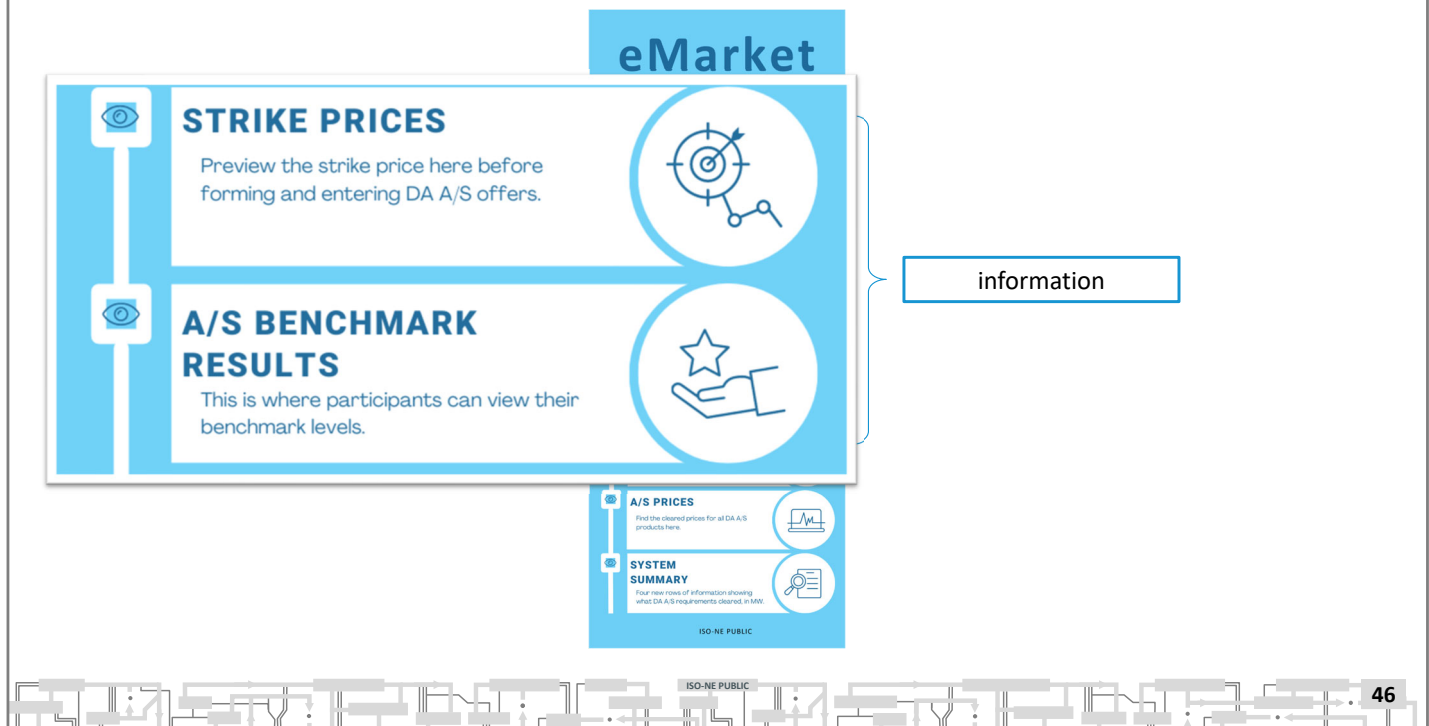 eMarket
STRIKE PRICES
Preview the strike price here before
forming and entering DA A/S offers.
A/S BENCHMARK
RESULTS
This is where participants can view their
benchmark levels.
information
A/S PRICES
Find the cleared prices for all DA A/S
products here.
SYSTEM
SUMMARY
Four new rows of information showing
what DA A/S requirements cleared, in MW.
ISO-NE PUBLIC
ISO-NE PUBLIC
46